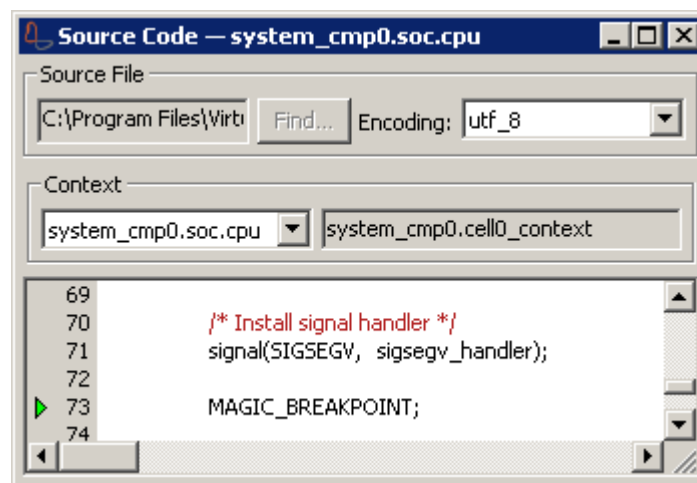 Source Code — system_cmp0.soc.cpu
Source File
C:\Program Files\Virtu
Find...
Encoding:
utf_8
Context
system_cmp0.soc.cpu
system_cmp0.cell0_context
69
70 /* Install signal handler */
71 signal(SIGSEGV, sigsegv_handler);
72
73 MAGIC_BREAKPOINT;
74